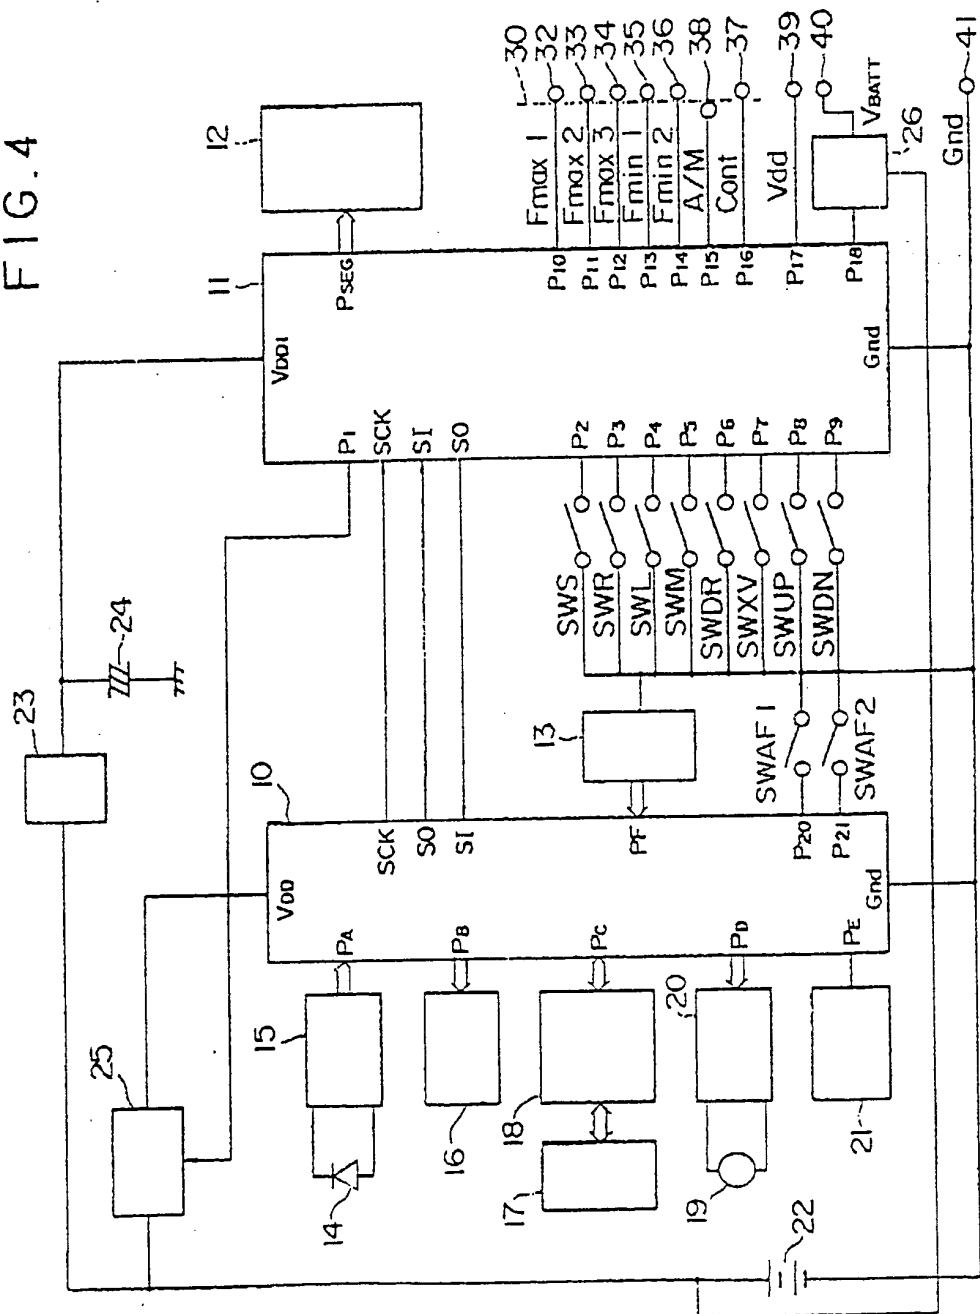 FIG.4
23
24
25
10
11
12
VDD
VDD1
PA
PB
PC
PD
PE
SCK
SO
SI
PF
P20
P21
Gnd
P1
SCK
SI
SO
PSEG
P2
P3
P4
P5
P6
P7
P8
P9
Gnd
P10
P11
P12
P13
P14
P15
P16
P17
P18
Fmax 1
Fmax 2
Fmax 3
Fmin 1
Fmin 2
A/M
Cont
Vdd
VBATT
Gnd
30
32
33
34
35
36
38
37
39
40
41
26
SWS
SWR
SWL
SWM
SWDR
SWXV
SWUP
SWDN
SWAF1
SWAF2
13
14
15
16
17
18
19
20
21
22